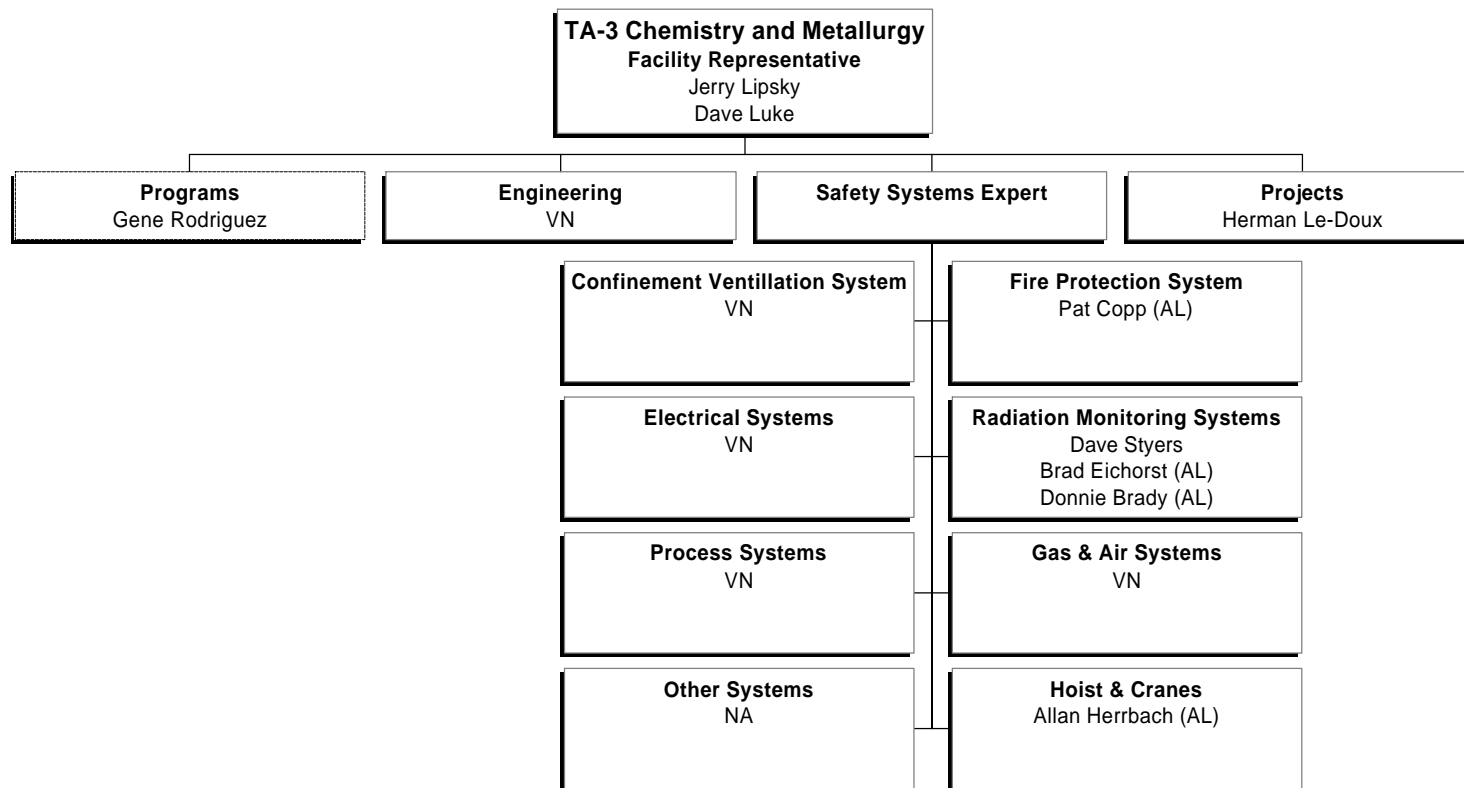 TA-3 Chemistry and Metallurgy
Facility Representative
Jerry Lipsky
Dave Luke
Programs
Gene Rodriguez
Engineering
VN
Safety Systems Expert
Projects
Herman Le-Doux
Confinement Ventillation System
VN
Fire Protection System
Pat Copp (AL)
Electrical Systems
VN
Radiation Monitoring Systems
Dave Styers
Brad Eichorst (AL)
Donnie Brady (AL)
Process Systems
VN
Gas & Air Systems
VN
Other Systems
NA
Hoist & Cranes
Allan Herrbach (AL)